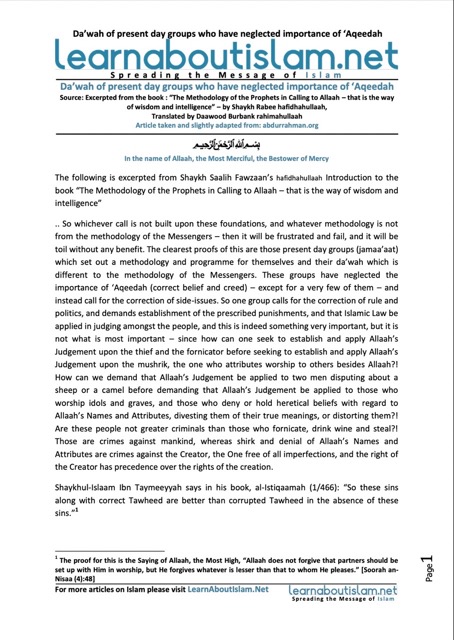 Da’wah of present day groups who have neglected importance of ‘Aqeedah
learnaboutislam.net
Spreading the Message of Islam
Da’wah of present day groups who have neglected importance of ‘Aqeedah
Source: Excerpted from the book : “The Methodology of the Prophets in Calling to Allaah – that is the way
of wisdom and intelligence” – by Shaykh Rabee hafidhahullaah,
Translated by Daawood Burbank rahimahullaah
Article taken and slightly adapted from: abdurrahman.org
بِسْمِ اللهِ الرَّحْمَنِ الرَّحِيمِ
In the name of Allaah, the Most Merciful, the Bestower of Mercy
The following is excerpted from Shaykh Saalih Fawzaan’s hafidhahullaah Introduction to the
book “The Methodology of the Prophets in Calling to Allaah – that is the way of wisdom and
intelligence”
.. So whichever call is not built upon these foundations, and whatever methodology is not
from the methodology of the Messengers – then it will be frustrated and fail, and it will be
toil without any benefit. The clearest proofs of this are those present day groups (jamaa’aat)
which set out a methodology and programme for themselves and their da’wah which is
different to the methodology of the Messengers. These groups have neglected the
importance of ‘Aqeedah (correct belief and creed) – except for a very few of them – and
instead call for the correction of side-issues. So one group calls for the correction of rule and
politics, and demands establishment of the prescribed punishments, and that Islamic Law be
applied in judging amongst the people, and this is indeed something very important, but it is
not what is most important – since how can one seek to establish and apply Allaah’s
Judgement upon the thief and the fornicator before seeking to establish and apply Allaah’s
Judgement upon the mushrik, the one who attributes worship to others besides Allaah?!
How can we demand that Allaah’s Judgement be applied to two men disputing about a
sheep or a camel before demanding that Allaah’s Judgement be applied to those who
worship idols and graves, and those who deny or hold heretical beliefs with regard to
Allaah’s Names and Attributes, divesting them of their true meanings, or distorting them?!
Are these people not greater criminals than those who fornicate, drink wine and steal?!
Those are crimes against mankind, whereas shirk and denial of Allaah’s Names and
Attributes are crimes against the Creator, the One free of all imperfections, and the right of
the Creator has precedence over the rights of the creation.
Shaykhul-Islaam Ibn Taymeeyyah says in his book, al-Istiqaamah (1/466): “So these sins
along with correct Tawheed are better than corrupted Tawheed in the absence of these
sins.”1
1 The proof for this is the Saying of Allaah, the Most High, “Allaah does not forgive that partners should be
set up with Him in worship, but He forgives whatever is lesser than that to whom He pleases.” [Soorah an-
Nisaa (4):48]
Page 1
For more articles on Islam please visit LearnAboutIslam.Net
learnaboutislam.net
Spreading the Message of Islam